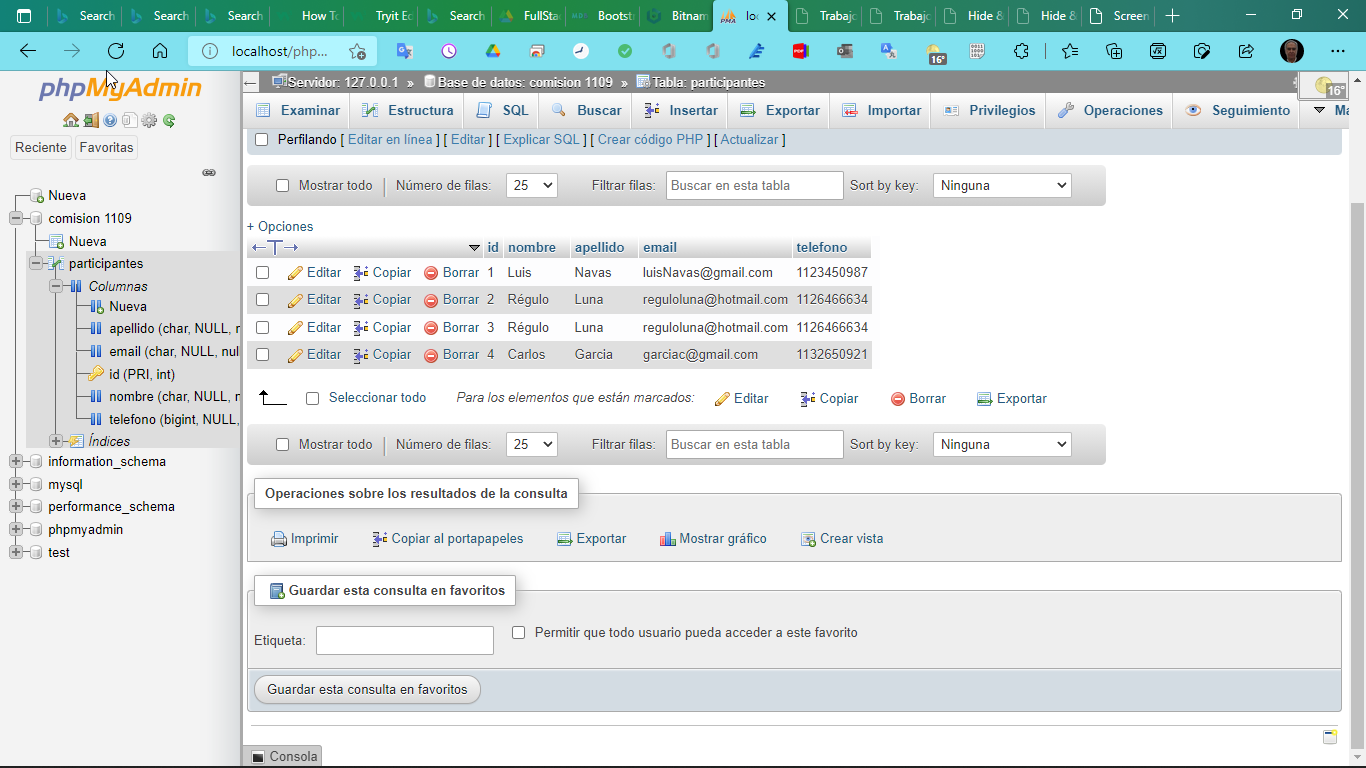 Search Search Search How To Tryit Ec Search FullSta Bootst Bitnam loc Trabajo Trabajo Hide & Hide & Screen
localhost/php...
16°
phpMyAdmin
Servidor: 127.0.0.1 » Base de datos: comision 1109 » Tabla: participantes
16°
Examinar Estructura SQL Buscar Insertar Exportar Importar Privilegios Operaciones Seguimiento Má
Reciente Favoritas
Perfilando [ Editar en línea ] [ Editar ] [ Explicar SQL ] [ Crear código PHP ] [ Actualizar ]
Mostrar todo Número de filas: 25 Filtrar filas: Buscar en esta tabla Sort by key: Ninguna
Nueva
comision 1109
Nueva
participantes
Columnas
Nueva
apellido (char, NULL, n
email (char, NULL, nul
id (PRI, int)
nombre (char, NULL, n
telefono (bigint, NULL,
Índices
information_schema
mysql
performance_schema
phpmyadmin
test
+ Opciones
←T→ id nombre apellido email telefono
Editar Copiar Borrar 1 Luis Navas luisNavas@gmail.com 1123450987
Editar Copiar Borrar 2 Régulo Luna reguloluna@hotmail.com 1126466634
Editar Copiar Borrar 3 Régulo Luna reguloluna@hotmail.com 1126466634
Editar Copiar Borrar 4 Carlos Garcia garciac@gmail.com 1132650921
Seleccionar todo Para los elementos que están marcados: Editar Copiar Borrar Exportar
Mostrar todo Número de filas: 25 Filtrar filas: Buscar en esta tabla Sort by key: Ninguna
Operaciones sobre los resultados de la consulta
Imprimir Copiar al portapapeles Exportar Mostrar gráfico Crear vista
Guardar esta consulta en favoritos
Etiqueta: Permitir que todo usuario pueda acceder a este favorito
Guardar esta consulta en favoritos
Consola